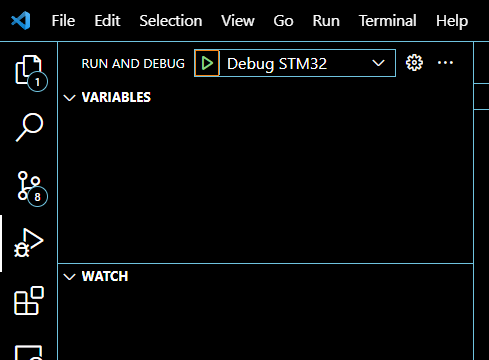 File Edit Selection View Go Run Terminal Help
RUN AND DEBUG Debug STM32
1
VARIABLES
8
WATCH